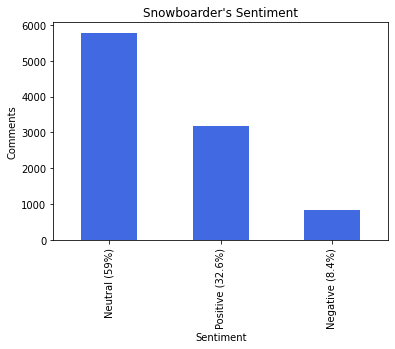 Snowboarder's Sentiment
Comments
6000
5000
4000
3000
2000
1000
0
Neutral (59%)
Positive (32.6%)
Negative (8.4%)
Sentiment